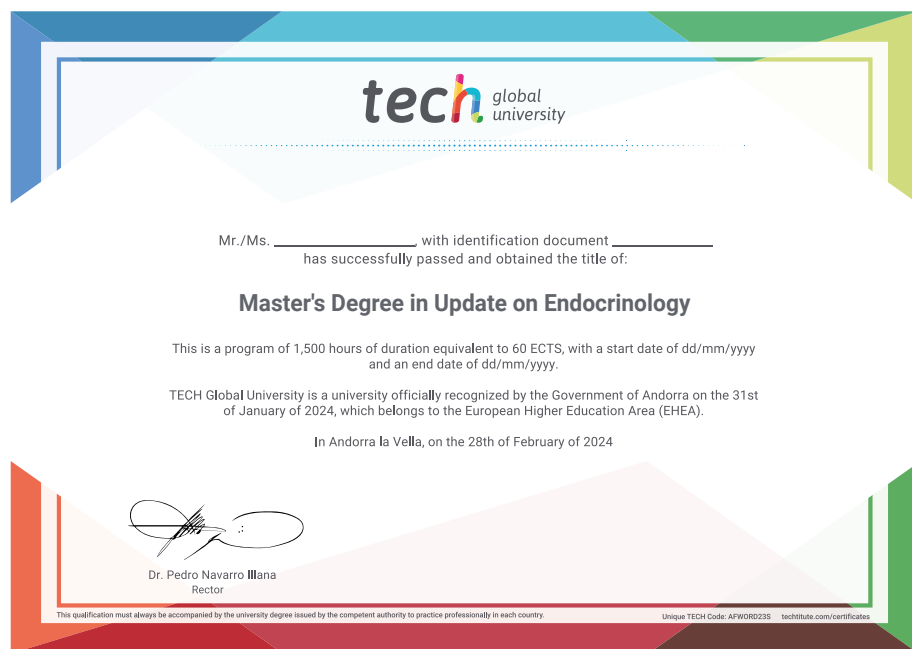 tech global
university
Mr./Ms. ________________, with identification document ____________
has successfully passed and obtained the title of:
Master's Degree in Update on Endocrinology
This is a program of 1,500 hours of duration equivalent to 60 ECTS, with a start date of dd/mm/yyyy
and an end date of dd/mm/yyyy.
TECH Global University is a university officially recognized by the Government of Andorra on the 31st
of January of 2024, which belongs to the European Higher Education Area (EHEA).
In Andorra la Vella, on the 28th of February of 2024
Dr. Pedro Navarro Illana
Rector
This qualification must always be accompanied by the university degree issued by the competent authority to practice professionally in each country.
Unique TECH Code: AFWORD23S techtitute.com/certificates